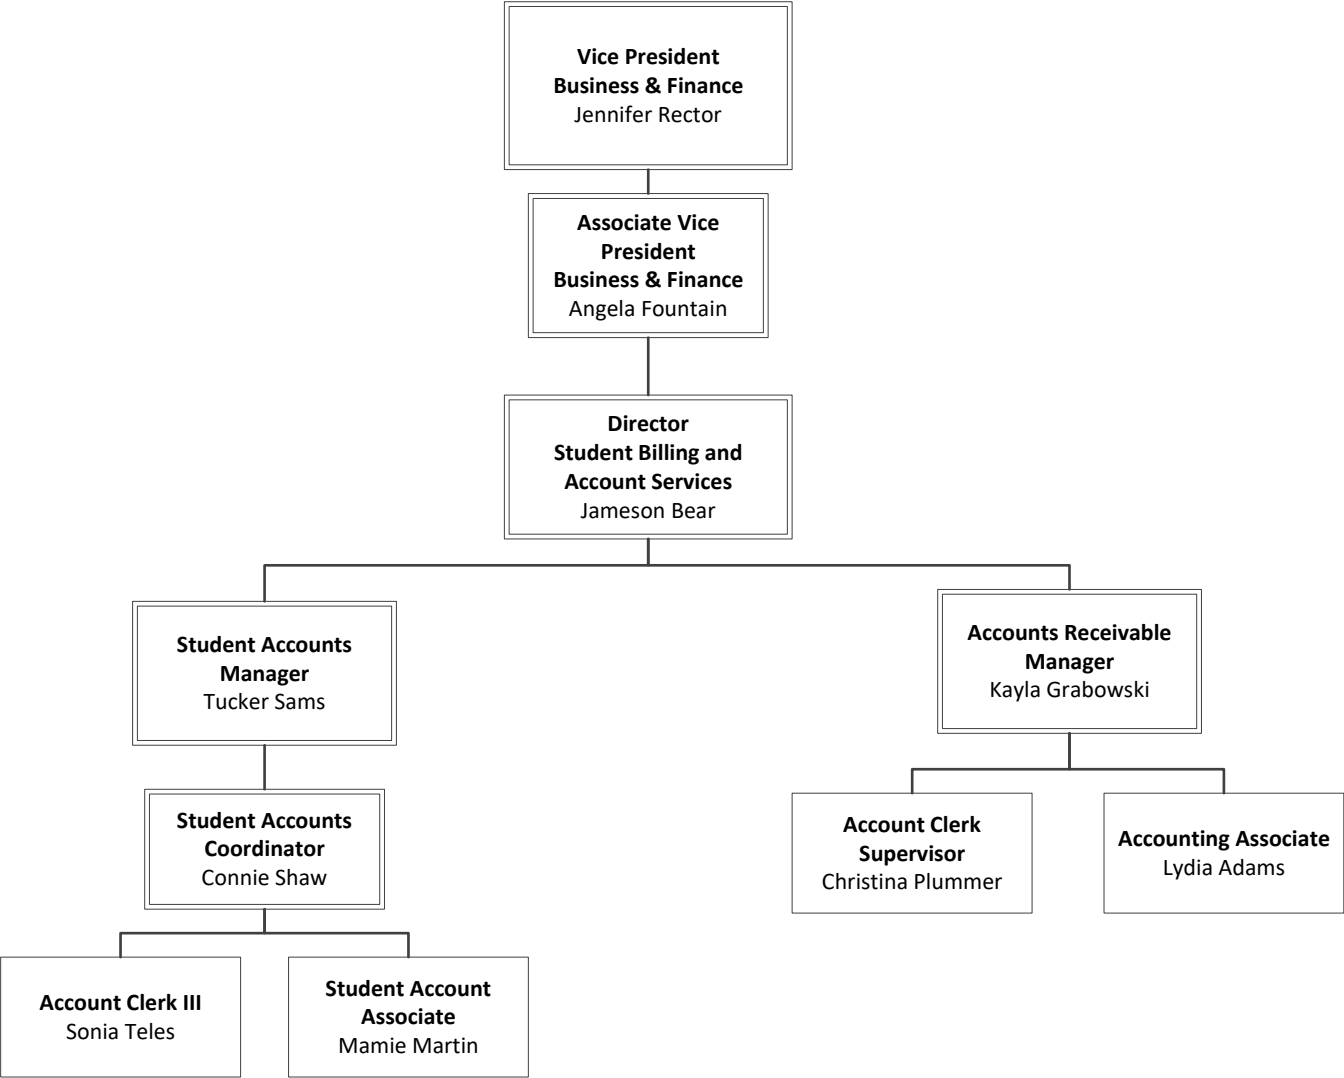 Vice President
Business & Finance
Jennifer Rector
Associate Vice
President
Business & Finance
Angela Fountain
Director
Student Billing and
Account Services
Jameson Bear
Student Accounts
Manager
Tucker Sams
Accounts Receivable
Manager
Kayla Grabowski
Student Accounts
Coordinator
Connie Shaw
Account Clerk
Supervisor
Christina Plummer
Accounting Associate
Lydia Adams
Account Clerk III
Sonia Teles
Student Account
Associate
Mamie Martin